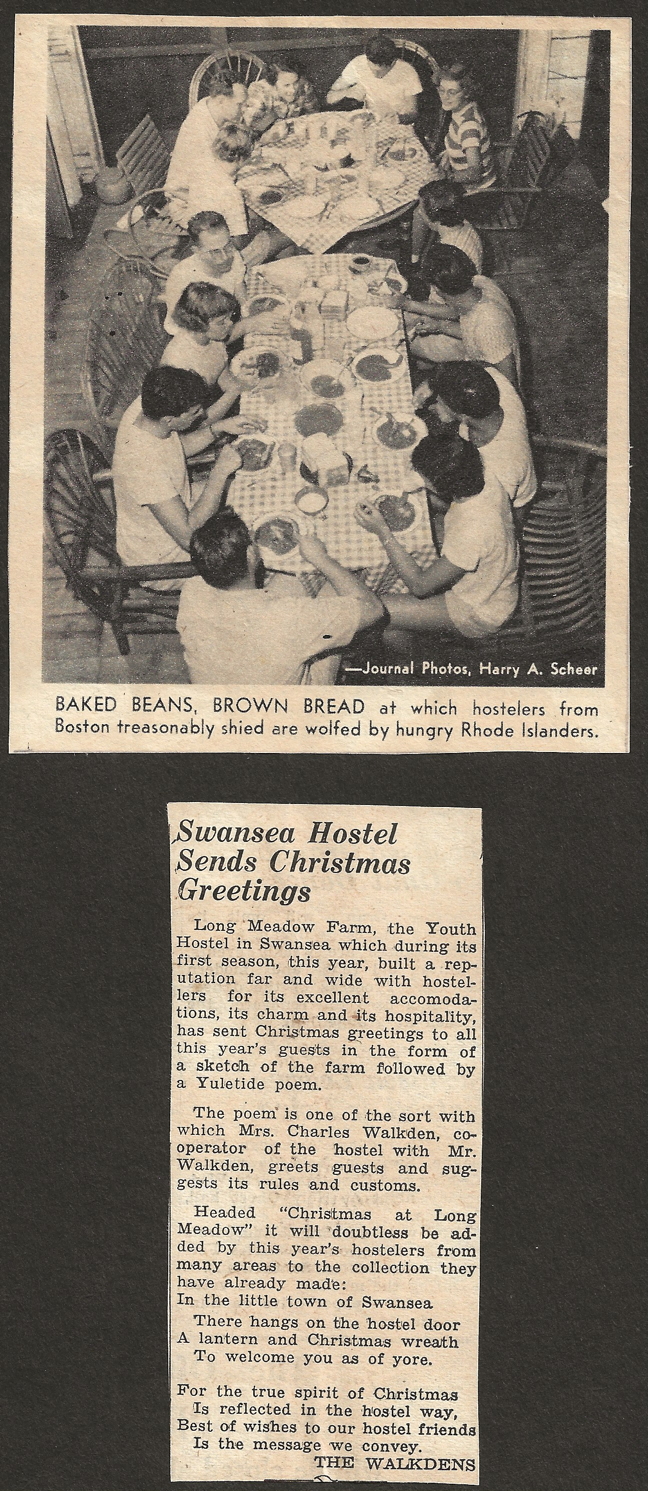 —Journal Photos, Harry A. Scheer
BAKED BEANS, BROWN BREAD at which hostelers from
Boston treasonably shied are wolfed by hungry Rhode Islanders.
Swansea Hostel
Sends Christmas
Greetings
Long Meadow Farm, the Youth
Hostel in Swansea which during its
first season, this year, built a rep-
utation far and wide with hostel-
lers for its excellent accomoda-
tions, its charm and its hospitality,
has sent Christmas greetings to all
this year's guests in the form of
a sketch of the farm followed by
a Yuletide poem.
The poem is one of the sort with
which Mrs. Charles Walkden, co-
operator of the hostel with Mr.
Walkden, greets guests and sug-
gests its rules and customs.
Headed "Christmas at Long
Meadow" it will doubtless be ad-
ded by this year's hostelers from
many areas to the collection they
have already made:
In the little town of Swansea
There hangs on the hostel door
A lantern and Christmas wreath
To welcome you as of yore.
For the true spirit of Christmas
Is reflected in the hostel way,
Best of wishes to our hostel friends
Is the message we convey.
THE WALKDENS